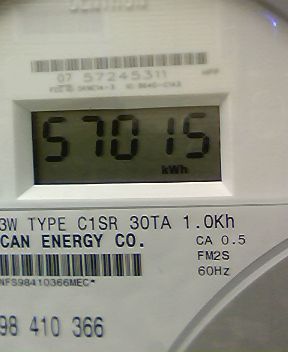 07 57245311
57015
kWh
3W TYPE C1SR 30TA 1.0Kh
CAN ENERGY CO.
CA 0.5
FM2S
60Hz
NFS98410366MEC*
98 410 366